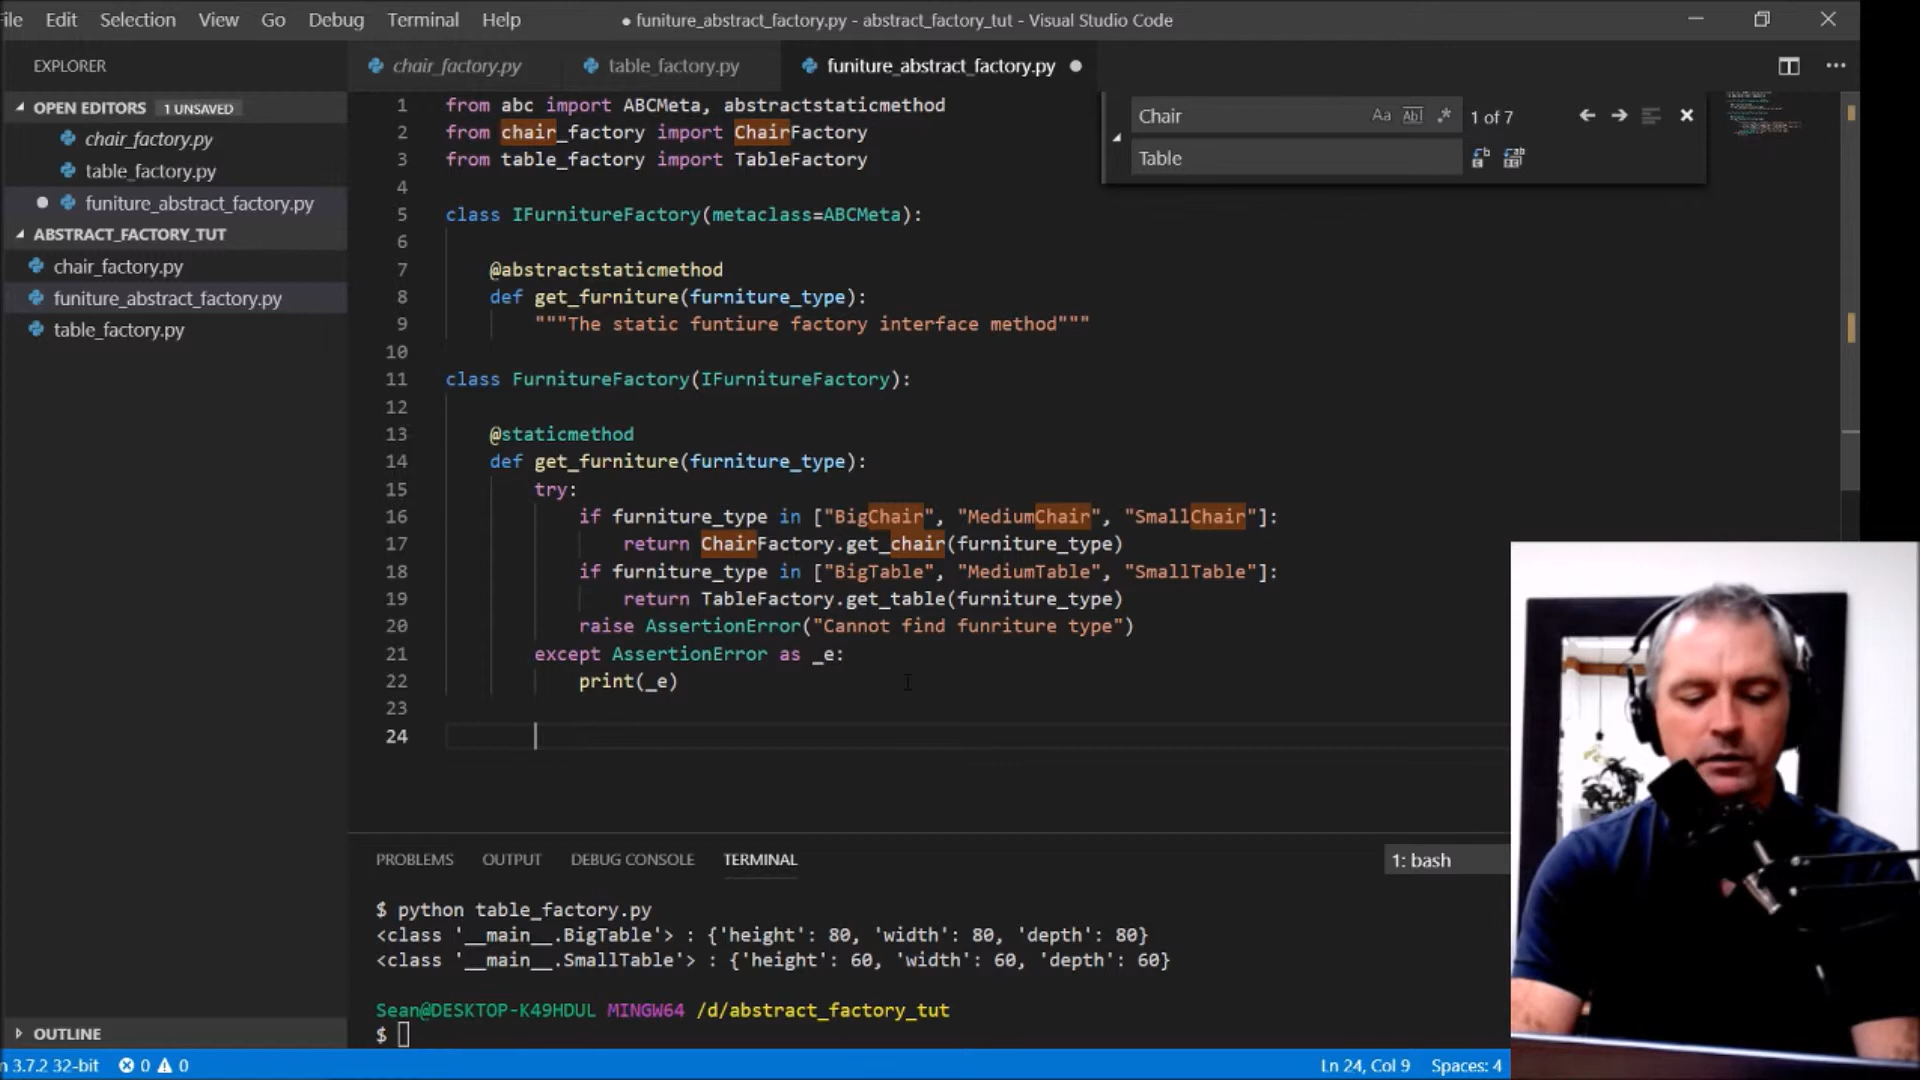 ile Edit Selection View Go Debug Terminal Help
● funiture_abstract_factory.py - abstract_factory_tut - Visual Studio Code
EXPLORER
OPEN EDITORS 1 UNSAVED
chair_factory.py
table_factory.py
funiture_abstract_factory.py
ABSTRACT_FACTORY_TUT
chair_factory.py
funiture_abstract_factory.py
table_factory.py
OUTLINE
chair_factory.py table_factory.py funiture_abstract_factory.py ●
Chair Aa Abl .* 1 of 7
Table
1 from abc import ABCMeta, abstractstaticmethod
2 from chair_factory import ChairFactory
3 from table_factory import TableFactory
4
5 class IFurnitureFactory(metaclass=ABCMeta):
6
7 @abstractstaticmethod
8 def get_furniture(furniture_type):
9 """The static funtiure factory interface method"""
10
11 class FurnitureFactory(IFurnitureFactory):
12
13 @staticmethod
14 def get_furniture(furniture_type):
15 try:
16 if furniture_type in ["BigChair", "MediumChair", "SmallChair"]:
17 return ChairFactory.get_chair(furniture_type)
18 if furniture_type in ["BigTable", "MediumTable", "SmallTable"]:
19 return TableFactory.get_table(furniture_type)
20 raise AssertionError("Cannot find funriture type")
21 except AssertionError as _e:
22 print(_e)
23
24
PROBLEMS OUTPUT DEBUG CONSOLE TERMINAL 1: bash
$ python table_factory.py
<class '__main__.BigTable'> : {'height': 80, 'width': 80, 'depth': 80}
<class '__main__.SmallTable'> : {'height': 60, 'width': 60, 'depth': 60}
Sean@DESKTOP-K49HDUL MINGW64 /d/abstract_factory_tut
$
n 3.7.2 32-bit 0 0 Ln 24, Col 9 Spaces: 4